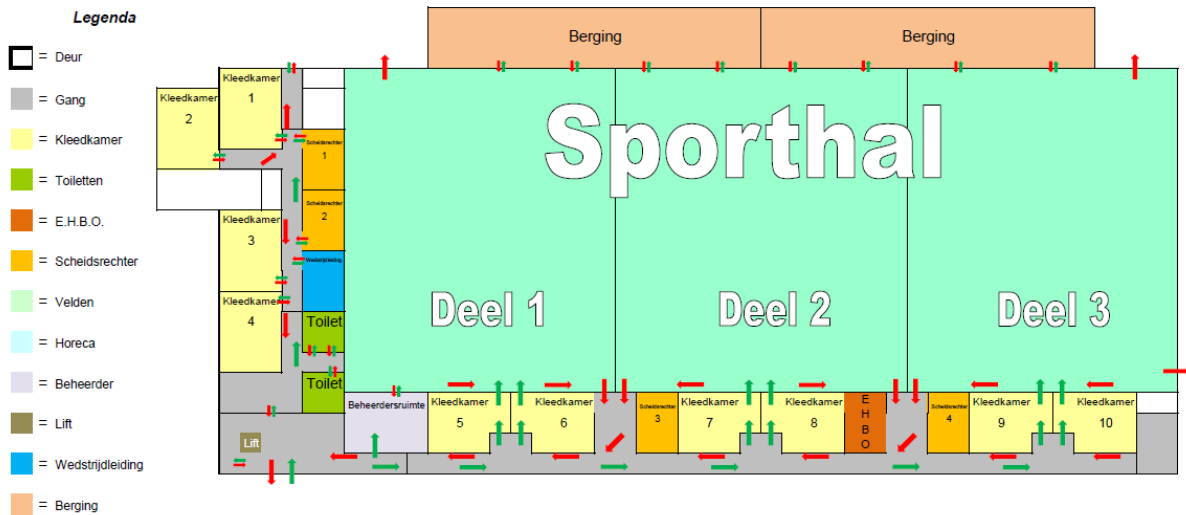 Legenda
= Deur
= Gang
= Kleedkamer
= Toiletten
= E.H.B.O.
= Scheidsrechter
= Velden
= Horeca
= Beheerder
= Lift
= Wedstrijdleiding
= Berging
Berging
Berging
Kleedkamer
1
Kleedkamer
2
Scheidsrechter
1
Scheidsrechter
2
Kleedkamer
3
Wedstrijdleiding
Kleedkamer
4
Toilet
Toilet
Sporthal
Deel 1
Deel 2
Deel 3
Beheerdersruimte
Kleedkamer
5
Kleedkamer
6
Scheidsrechter
3
Kleedkamer
7
Kleedkamer
8
E
H
B
O
Scheidsrechter
4
Kleedkamer
9
Kleedkamer
10
Lift